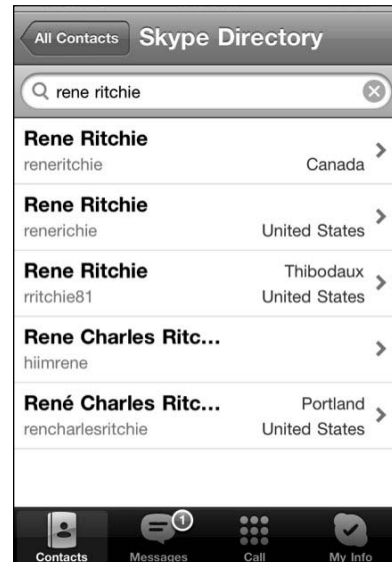 All Contacts Skype Directory
rene ritchie
Rene Ritchie
reneritchie Canada
Rene Ritchie
renerichie United States
Rene Ritchie Thibodaux
rritchie81 United States
Rene Charles Ritc...
hiimrene
René Charles Ritc... Portland
rencharlesritchie United States
1
Contacts Messages Call My Info